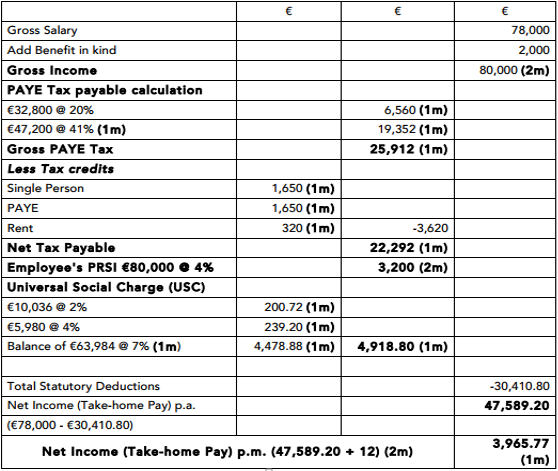 € € €
Gross Salary 78,000
Add Benefit in kind 2,000
Gross Income 80,000 (2m)
PAYE Tax payable calculation
€32,800 @ 20% 6,560 (1m)
€47,200 @ 41% (1m) 19,352 (1m)
Gross PAYE Tax 25,912 (1m)
Less Tax credits
Single Person 1,650 (1m)
PAYE 1,650 (1m)
Rent 320 (1m) -3,620
Net Tax Payable 22,292 (1m)
Employee's PRSI €80,000 @ 4% 3,200 (2m)
Universal Social Charge (USC)
€10,036 @ 2% 200.72 (1m)
€5,980 @ 4% 239.20 (1m)
Balance of €63,984 @ 7% (1m) 4,478.88 (1m) 4,918.80 (1m)
Total Statutory Deductions -30,410.80
Net Income (Take-home Pay) p.a. 47,589.20
(€78,000 - €30,410.80)
Net Income (Take-home Pay) p.m. (47,589.20 + 12) (2m) 3,965.77
(1m)